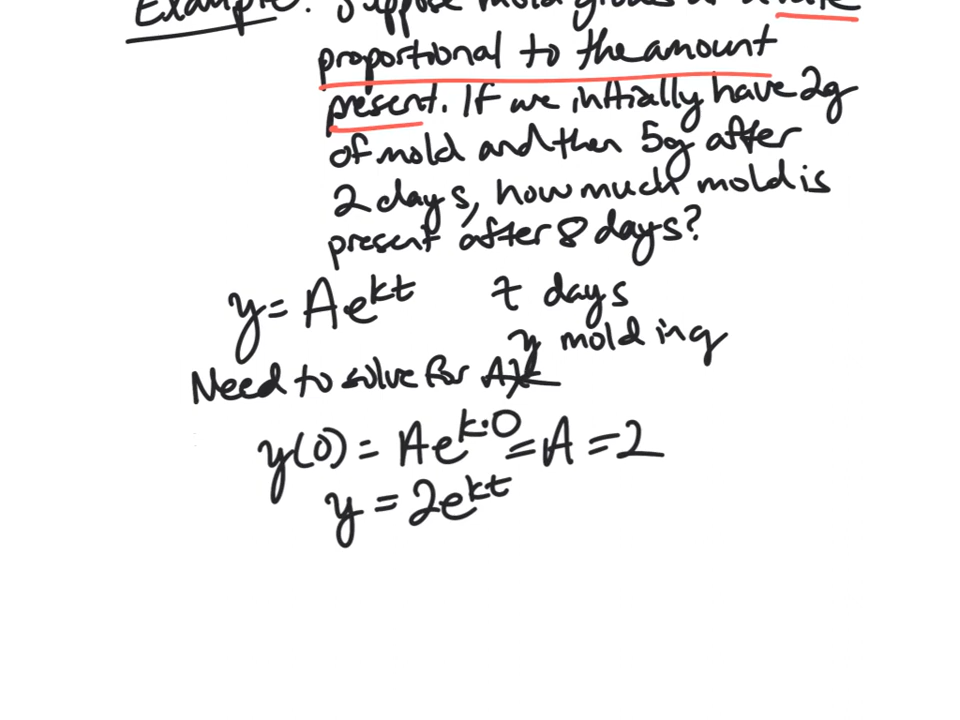 Example: Suppose mold grows at a rate
proportional to the amount
present. If we initially have 2g
of mold and then 5g after
2 days, how much mold is
present after 8 days?
y = Ae^{kt} t days
y mold in g
Need to solve for A, k
y(0) = Ae^{k·0} = A = 2
y = 2e^{kt}